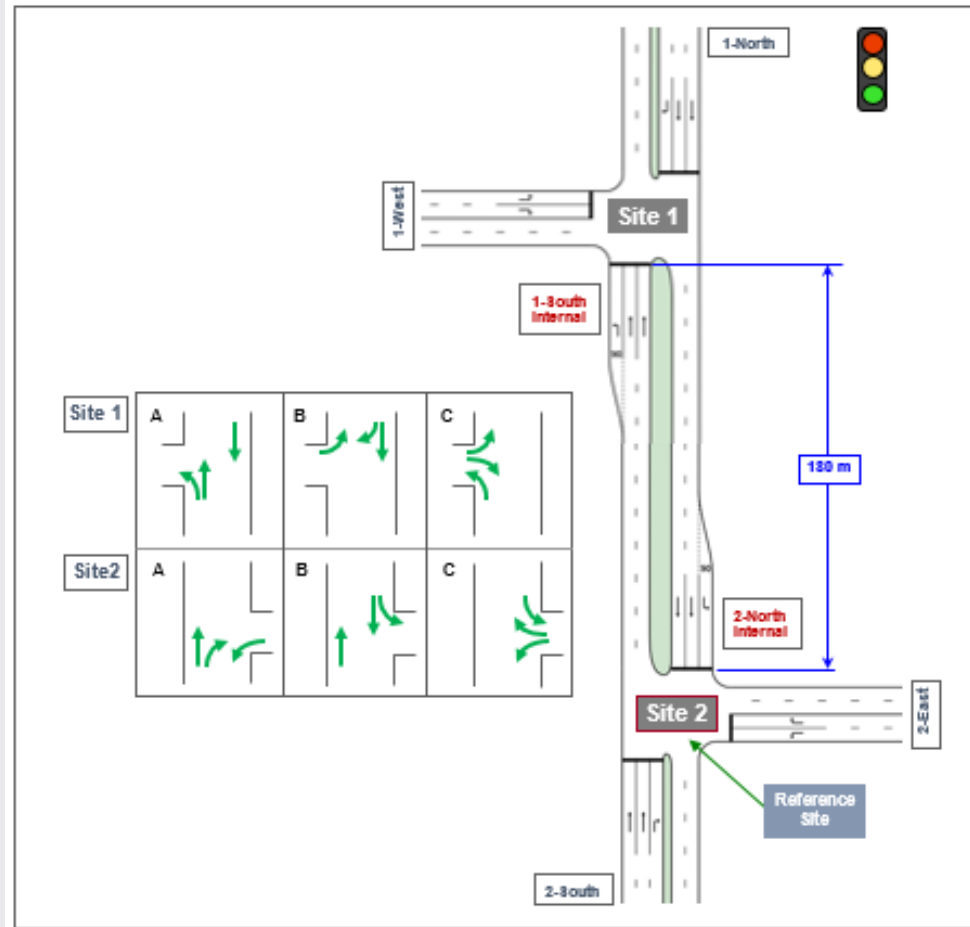 1-North
1-West
Site 1
1-South
Internal
Site 1
A
B
C
180 m
Site2
A
B
C
2-North
Internal
Site 2
2-East
Reference
Site
2-South